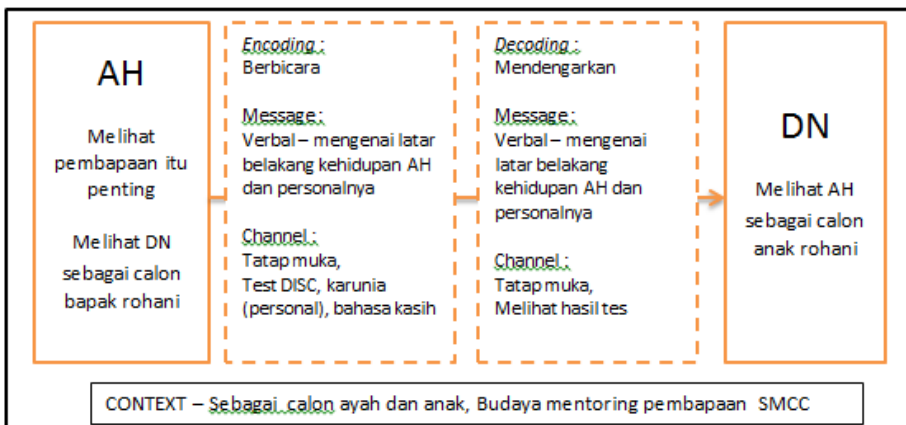 AH
Melihat
pembapaan itu
penting
Melihat DN
sebagai calon
bapak rohani
Encoding :
Berbicara
Message :
Verbal – mengenai latar
belakang kehidupan AH
dan personalnya
Channel :
Tatap muka,
Test DISC, karunia
(personal), bahasa kasih
Decoding :
Mendengarkan
Message :
Verbal – mengenai
latar belakang
kehidupan AH dan
personalnya
Channel :
Tatap muka,
Melihat hasil tes
DN
Melihat AH
sebagai calon
anak rohani
CONTEXT – Sebagai calon ayah dan anak, Budaya mentoring pembapaan SMCC